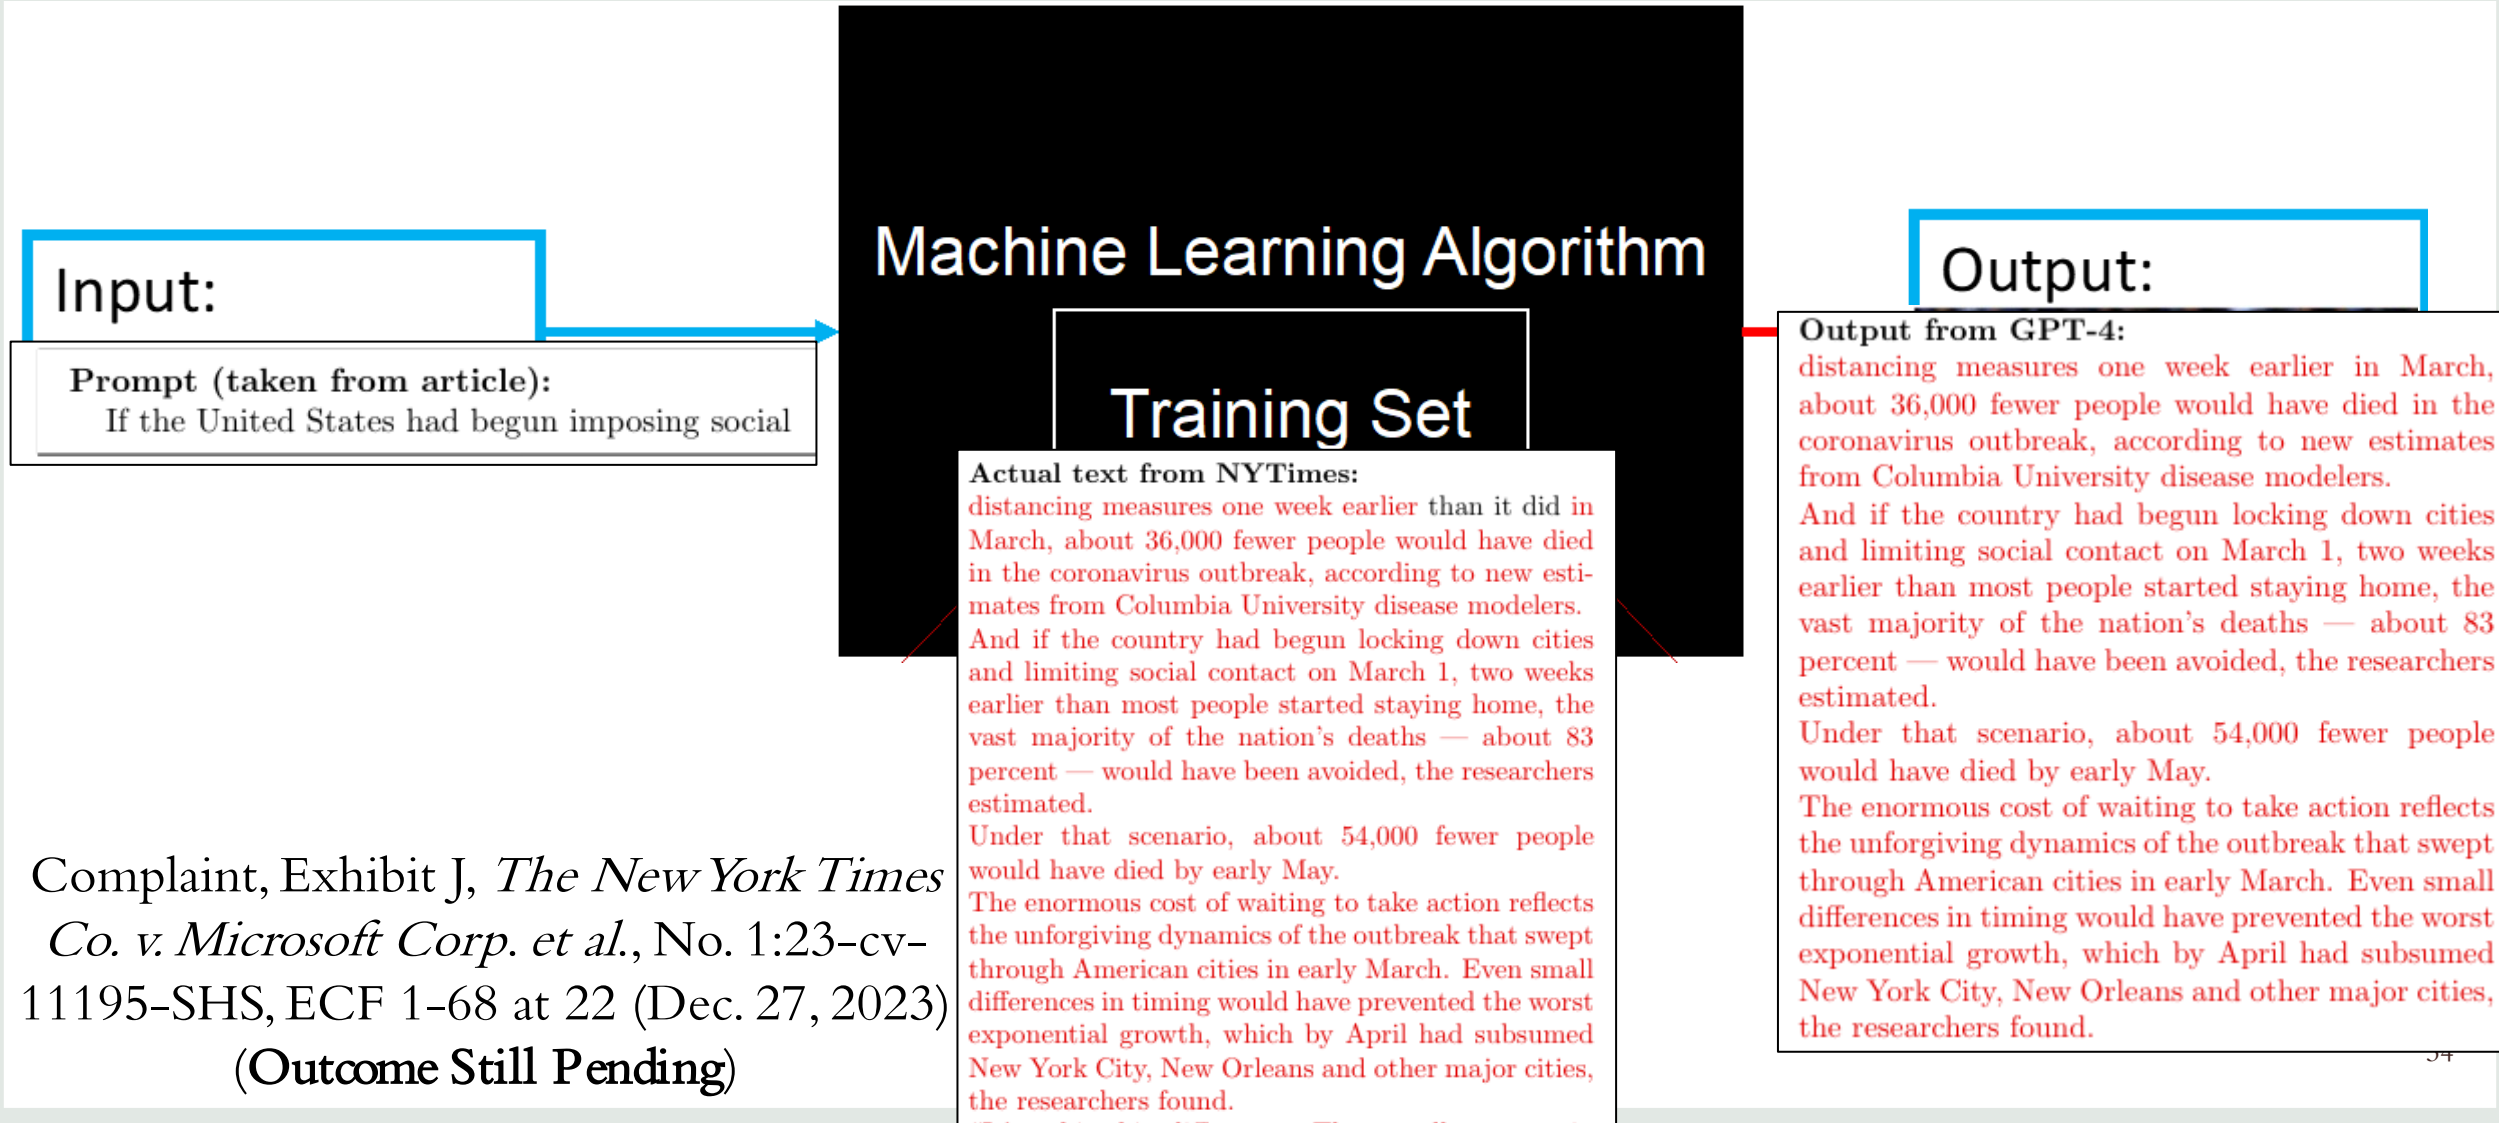 Input:
Prompt (taken from article):
If the United States had begun imposing social
Machine Learning Algorithm
Training Set
Actual text from NYTimes:
distancing measures one week earlier than it did in
March, about 36,000 fewer people would have died
in the coronavirus outbreak, according to new esti-
mates from Columbia University disease modelers.
And if the country had begun locking down cities
and limiting social contact on March 1, two weeks
earlier than most people started staying home, the
vast majority of the nation's deaths — about 83
percent — would have been avoided, the researchers
estimated.
Under that scenario, about 54,000 fewer people
would have died by early May.
The enormous cost of waiting to take action reflects
the unforgiving dynamics of the outbreak that swept
through American cities in early March. Even small
differences in timing would have prevented the worst
exponential growth, which by April had subsumed
New York City, New Orleans and other major cities,
the researchers found.
Output:
Output from GPT-4:
distancing measures one week earlier in March,
about 36,000 fewer people would have died in the
coronavirus outbreak, according to new estimates
from Columbia University disease modelers.
And if the country had begun locking down cities
and limiting social contact on March 1, two weeks
earlier than most people started staying home, the
vast majority of the nation's deaths — about 83
percent — would have been avoided, the researchers
estimated.
Under that scenario, about 54,000 fewer people
would have died by early May.
The enormous cost of waiting to take action reflects
the unforgiving dynamics of the outbreak that swept
through American cities in early March. Even small
differences in timing would have prevented the worst
exponential growth, which by April had subsumed
New York City, New Orleans and other major cities,
the researchers found.
Complaint, Exhibit J, The New York Times
Co. v. Microsoft Corp. et al., No. 1:23-cv-
11195-SHS, ECF 1-68 at 22 (Dec. 27, 2023)
(Outcome Still Pending)